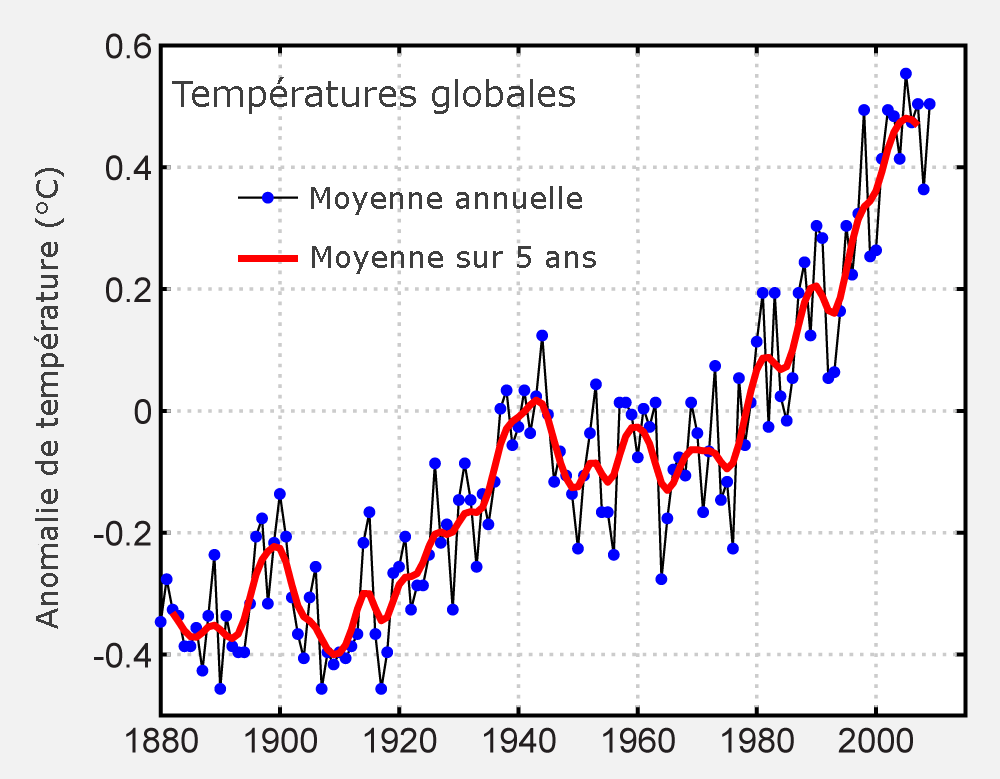 Températures globales
Moyenne annuelle
Moyenne sur 5 ans
Anomalie de température (°C)
0.6
0.4
0.2
0
-0.2
-0.4
1880 1900 1920 1940 1960 1980 2000